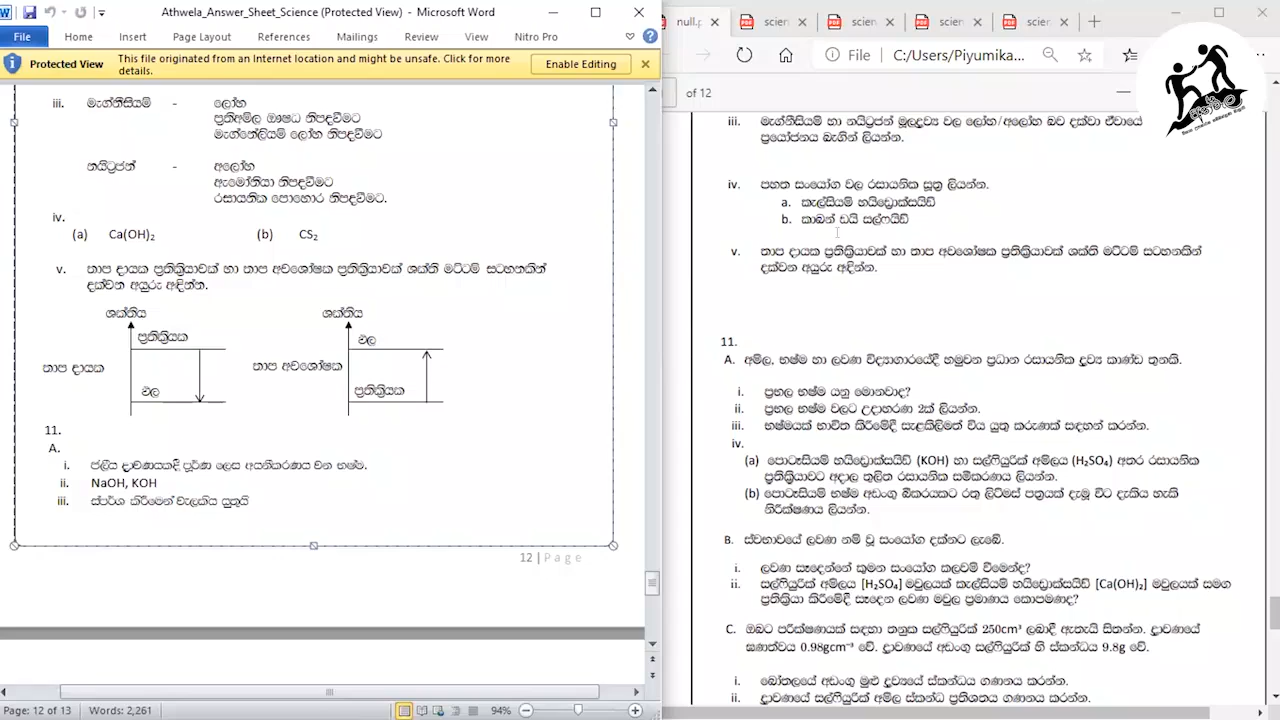 Athwela_Answer_Sheet_Science (Protected View) - Microsoft Word
File Home Insert Page Layout References Mailings Review View Nitro Pro
Protected View This file originated from an Internet location and might be unsafe. Click for more details. Enable Editing
iii. මැග්නීසියම් - ලෝහ
ප්‍රතිඅම්ල ඖෂධ නිපදවීමට
මැග්නේලියම් ලෝහ නිපදවීමට
නයිට්‍රජන් - අලෝහ
ඇමෝනියා නිපදවීමට
රසායනික පොහොර නිපදවීමට.
iv.
(a) Ca(OH)₂ (b) CS₂
v. තාප දායක ප්‍රතික්‍රියාවක් හා තාප අවශෝෂක ප්‍රතික්‍රියාවක් ශක්ති මට්ටම් සටහනකින්
දක්වන අයුරු අඳින්න.
ශක්තිය ශක්තිය
ප්‍රතික්‍රියක ඵල
තාප දායක තාප අවශෝෂක
ඵල ප්‍රතික්‍රියක
11.
A.
i. ජලීය ද්‍රාවණයකදී පූර්ණ ලෙස අයනීකරණය වන භෂ්ම.
ii. NaOH, KOH
iii. ස්පර්ශ කිරීමෙන් වැලකිය යුතුයි
12 | Page
Page: 12 of 13 Words: 2,261 94%
null.p scien scien scien scien
File C:/Users/Piyumika...
of 12
iii. මැග්නීසියම් හා නයිට්‍රජන් මූලද්‍රව්‍ය වල ලෝහ/අලෝහ බව දක්වා ඒවායේ
ප්‍රයෝජනය බැගින් ලියන්න.
iv. පහත සංයෝග වල රසායනික සූත්‍ර ලියන්න.
a. කැල්සියම් හයිඩ්‍රොක්සයිඩ්
b. කාබන් ඩයි සල්ෆයිඩ්
v. තාප දායක ප්‍රතික්‍රියාවක් හා තාප අවශෝෂක ප්‍රතික්‍රියාවක් ශක්ති මට්ටම් සටහනකින්
දක්වන අයුරු අඳින්න.
11.
A. අම්ල, භෂ්ම හා ලවණ විද්‍යාගාරයේදී හමුවන ප්‍රධාන රසායනික ද්‍රව්‍ය කාණ්ඩ තුනකි.
i. ප්‍රභල භෂ්ම යනු මොනවාද?
ii. ප්‍රභල භෂ්ම වලට උදාහරණ 2ක් ලියන්න.
iii. භෂ්මයක් භාවිත කිරීමේදී සැළකිලිමත් විය යුතු කරුණක් සඳහන් කරන්න.
iv.
(a) පොටෑසියම් හයිඩ්‍රොක්සයිඩ් (KOH) හා සල්ෆියුරික් අම්ලය (H₂SO₄) අතර රසායනික
ප්‍රතික්‍රියාවට අදාල තුලිත රසායනික සමීකරණය ලියන්න.
(b) පොටෑසියම් භෂ්ම අඩංගු බීකරයකට රතු ලිට්මස් පත්‍රයක් දැමූ විට දැකිය හැකි
නිරීක්ෂණය ලියන්න.
B. ස්වභාවයේ ලවණ නම් වූ සංයෝග දක්නට ලැබේ.
i. ලවණ සෑදෙන්නේ කුමන සංයෝග කලවම් වීමෙන්ද?
ii. සල්ෆියුරික් අම්ලය [H₂SO₄] මවුලයක් කැල්සියම් හයිඩ්‍රොක්සයිඩ් [Ca(OH)₂] මවුලයක් සමග
ප්‍රතික්‍රියා කිරීමේදී සෑදෙන ලවණ මවුල ප්‍රමාණය කොපමණද?
C. ඔබට පරීක්ෂණයක් සඳහා තනුක සල්ෆියුරික් 250cm³ ලබාදී ඇතැයි සිතන්න. ද්‍රාවණයේ
ඝණත්වය 0.98gcm⁻³ වේ. ද්‍රාවණයේ අඩංගු සල්ෆියුරික් හි ස්කන්ධය 9.8g වේ.
i. බෝතලයේ අඩංගු මුළු ද්‍රව්‍යයේ ස්කන්ධය ගණනය කරන්න.
ii. ද්‍රාවණයේ සල්ෆියුරික් අම්ල ස්කන්ධ ප්‍රතිශතය ගණනය කරන්න.